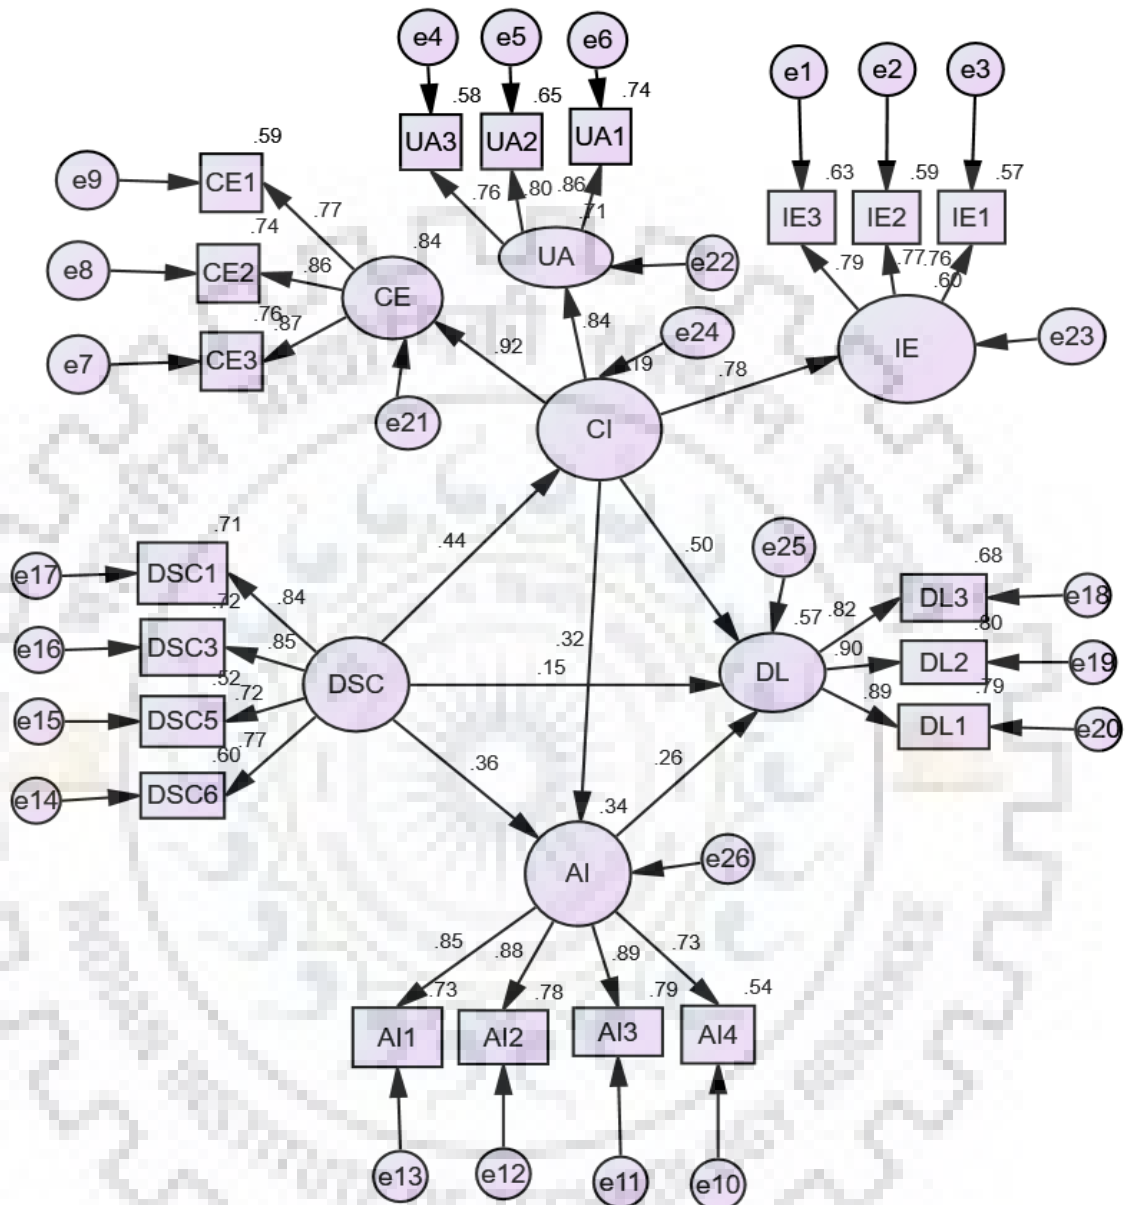 e4 e5 e6
e1 e2 e3
.58 .65 .74
UA3 UA2 UA1
.59
.63 .59 .57
e9 CE1
.76 .80 .86
.71
IE3 IE2 IE1
.77
.74 .84
UA e22
.79 .77 .76
.60
e8 CE2 .86
CE
.76 .87
.84 e24
e7 CE3
.92 .19 .78
IE e23
e21
CI
.71
.44 .50 e25
.68
e17 DSC1 .84
.72
.57 .82 DL3 e18
.80
e16 DSC3 .85
.32
.90 DL2 e19
.52 .72
DSC .15 DL
.89 .79
e15 DSC5
.77
.60
DL1 e20
.36 .26
e14 DSC6
.34
AI e26
.85 .88 .89 .73
.73 .78 .79 .54
AI1 AI2 AI3 AI4
e13 e12 e11 e10